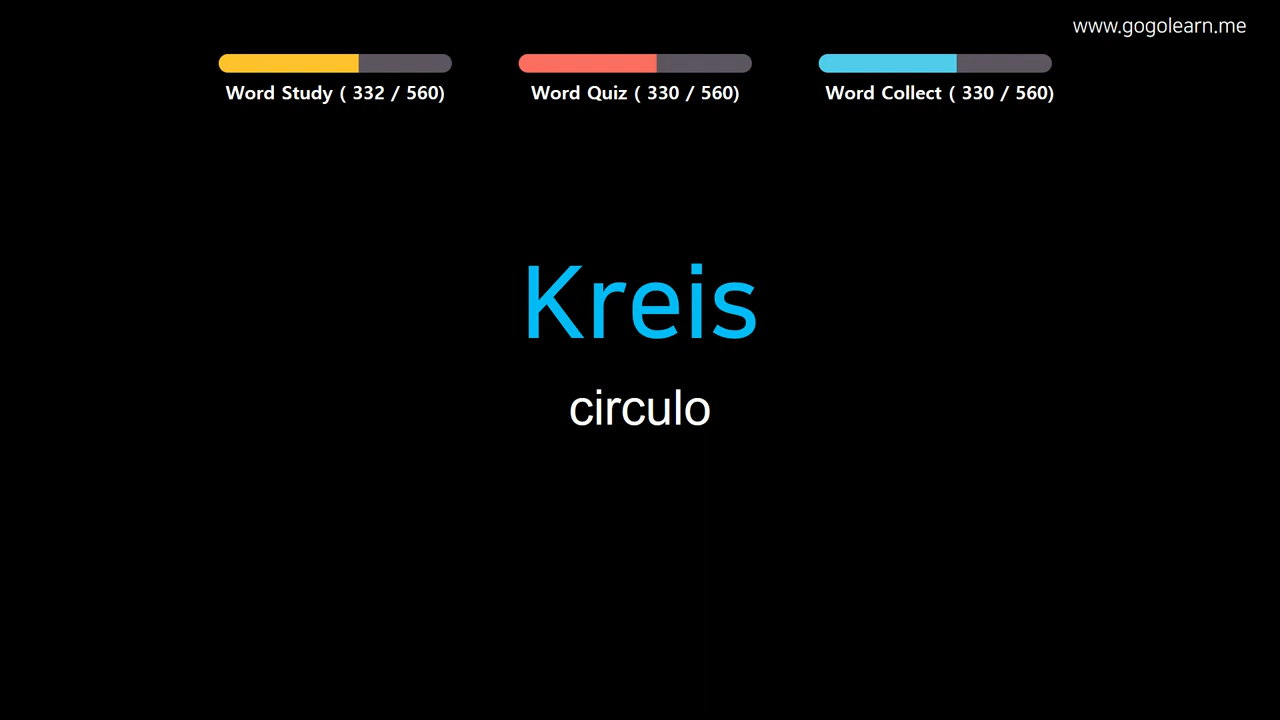 www.gogolearn.me
Word Study ( 332 / 560)
Word Quiz ( 330 / 560)
Word Collect ( 330 / 560)
Kreis
circulo